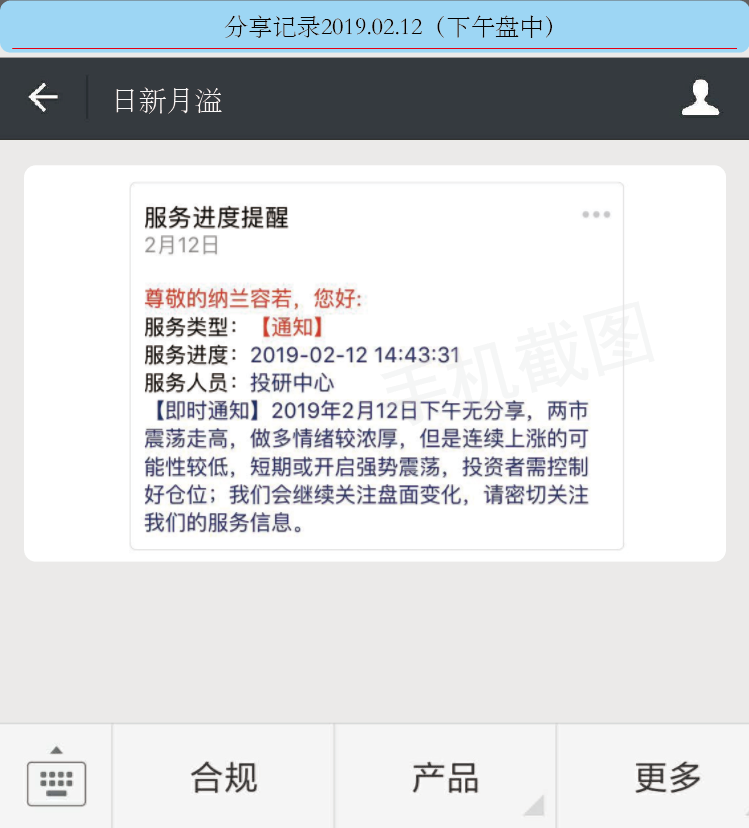 分享记录2019.02.12（下午盘中）
日新月溢
服务进度提醒
2月12日
尊敬的纳兰容若，您好:
服务类型：【通知】
服务进度：2019-02-12 14:43:31
服务人员：投研中心
【即时通知】2019年2月12日下午无分享，两市
震荡走高，做多情绪较浓厚，但是连续上涨的可
能性较低，短期或开启强势震荡，投资者需控制
好仓位；我们会继续关注盘面变化，请密切关注
我们的服务信息。
手机截图
合规
产品
更多